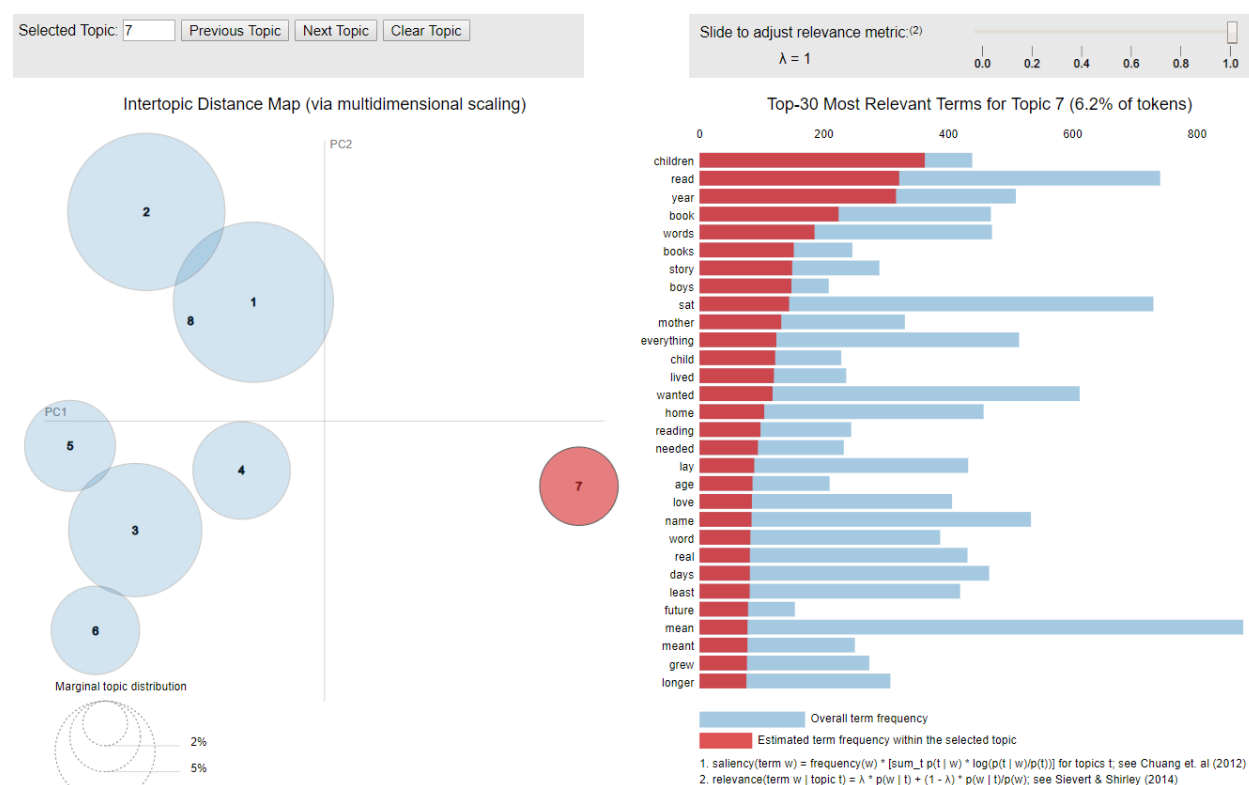 Selected Topic: 7 Previous Topic Next Topic Clear Topic
Slide to adjust relevance metric:(2)
λ = 1
0.0 0.2 0.4 0.6 0.8 1.0
Intertopic Distance Map (via multidimensional scaling)
PC2
2
1
8
PC1
5
4
7
3
6
Marginal topic distribution
2%
5%
Top-30 Most Relevant Terms for Topic 7 (6.2% of tokens)
0 200 400 600 800
children
read
year
book
words
books
story
boys
sat
mother
everything
child
lived
wanted
home
reading
needed
lay
age
love
name
word
real
days
least
future
mean
meant
grew
longer
Overall term frequency
Estimated term frequency within the selected topic
1. saliency(term w) = frequency(w) * [sum_t p(t | w) * log(p(t | w)/p(t))] for topics t; see Chuang et. al (2012)
2. relevance(term w | topic t) = λ * p(w | t) + (1 - λ) * p(w | t)/p(w); see Sievert & Shirley (2014)